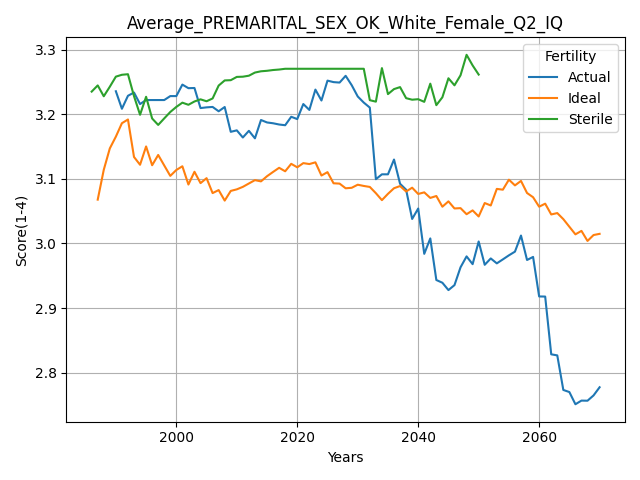 Average_PREMARITAL_SEX_OK_White_Female_Q2_IQ
Score(1-4)
3.3
3.2
3.1
3.0
2.9
2.8
Fertility
Actual
Ideal
Sterile
2000 2020 2040 2060
Years